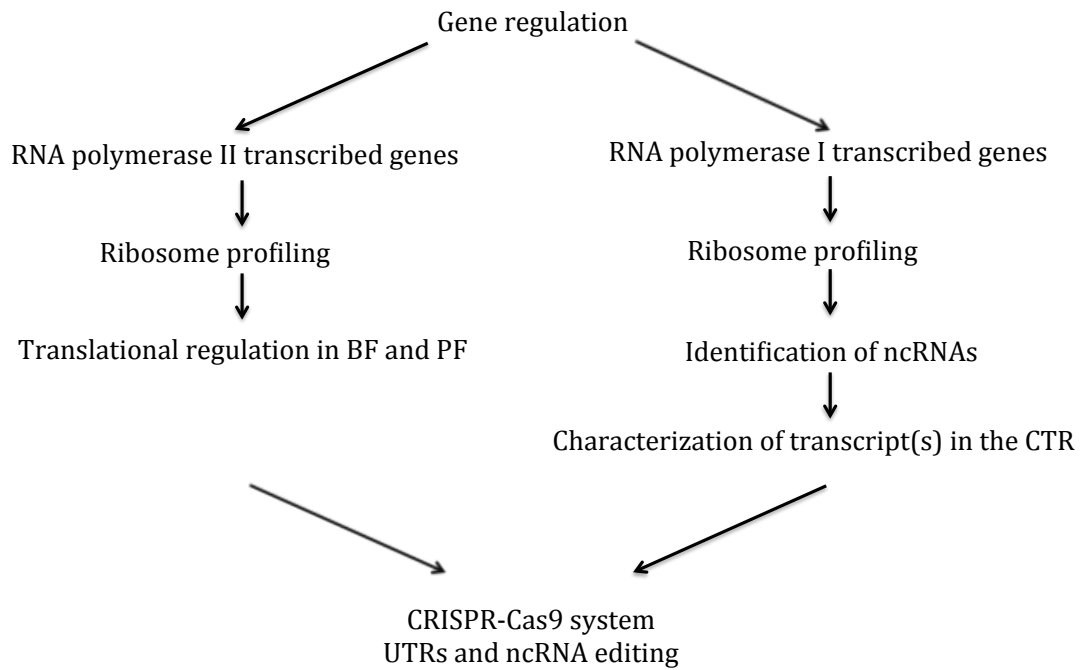 Gene regulation
RNA polymerase II transcribed genes
Ribosome profiling
Translational regulation in BF and PF
RNA polymerase I transcribed genes
Ribosome profiling
Identification of ncRNAs
Characterization of transcript(s) in the CTR
CRISPR-Cas9 system
UTRs and ncRNA editing